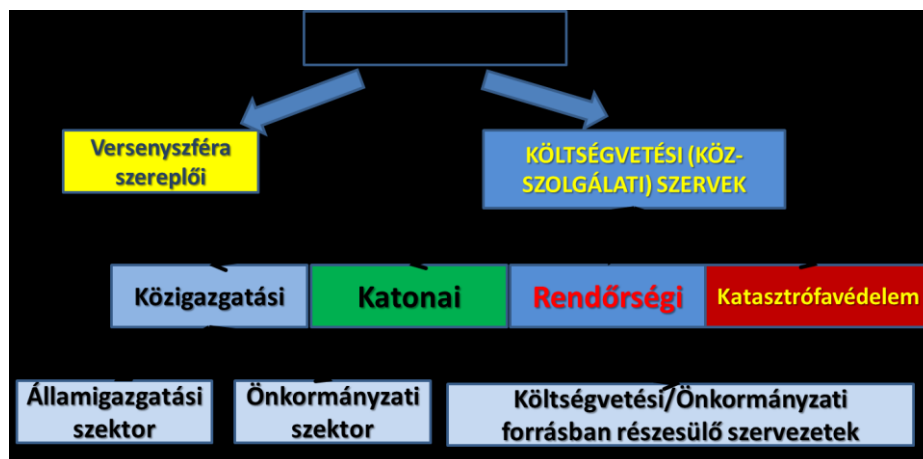 Versenyszféra
szereplői
KÖLTSÉGVETÉSI (KÖZ-
SZOLGÁLATI) SZERVEK
Közigazgatási
Katonai
Rendőrségi
Katasztrófavédelem
Államigazgatási
szektor
Önkormányzati
szektor
Költségvetési/Önkormányzati
forrásban részesülő szervezetek